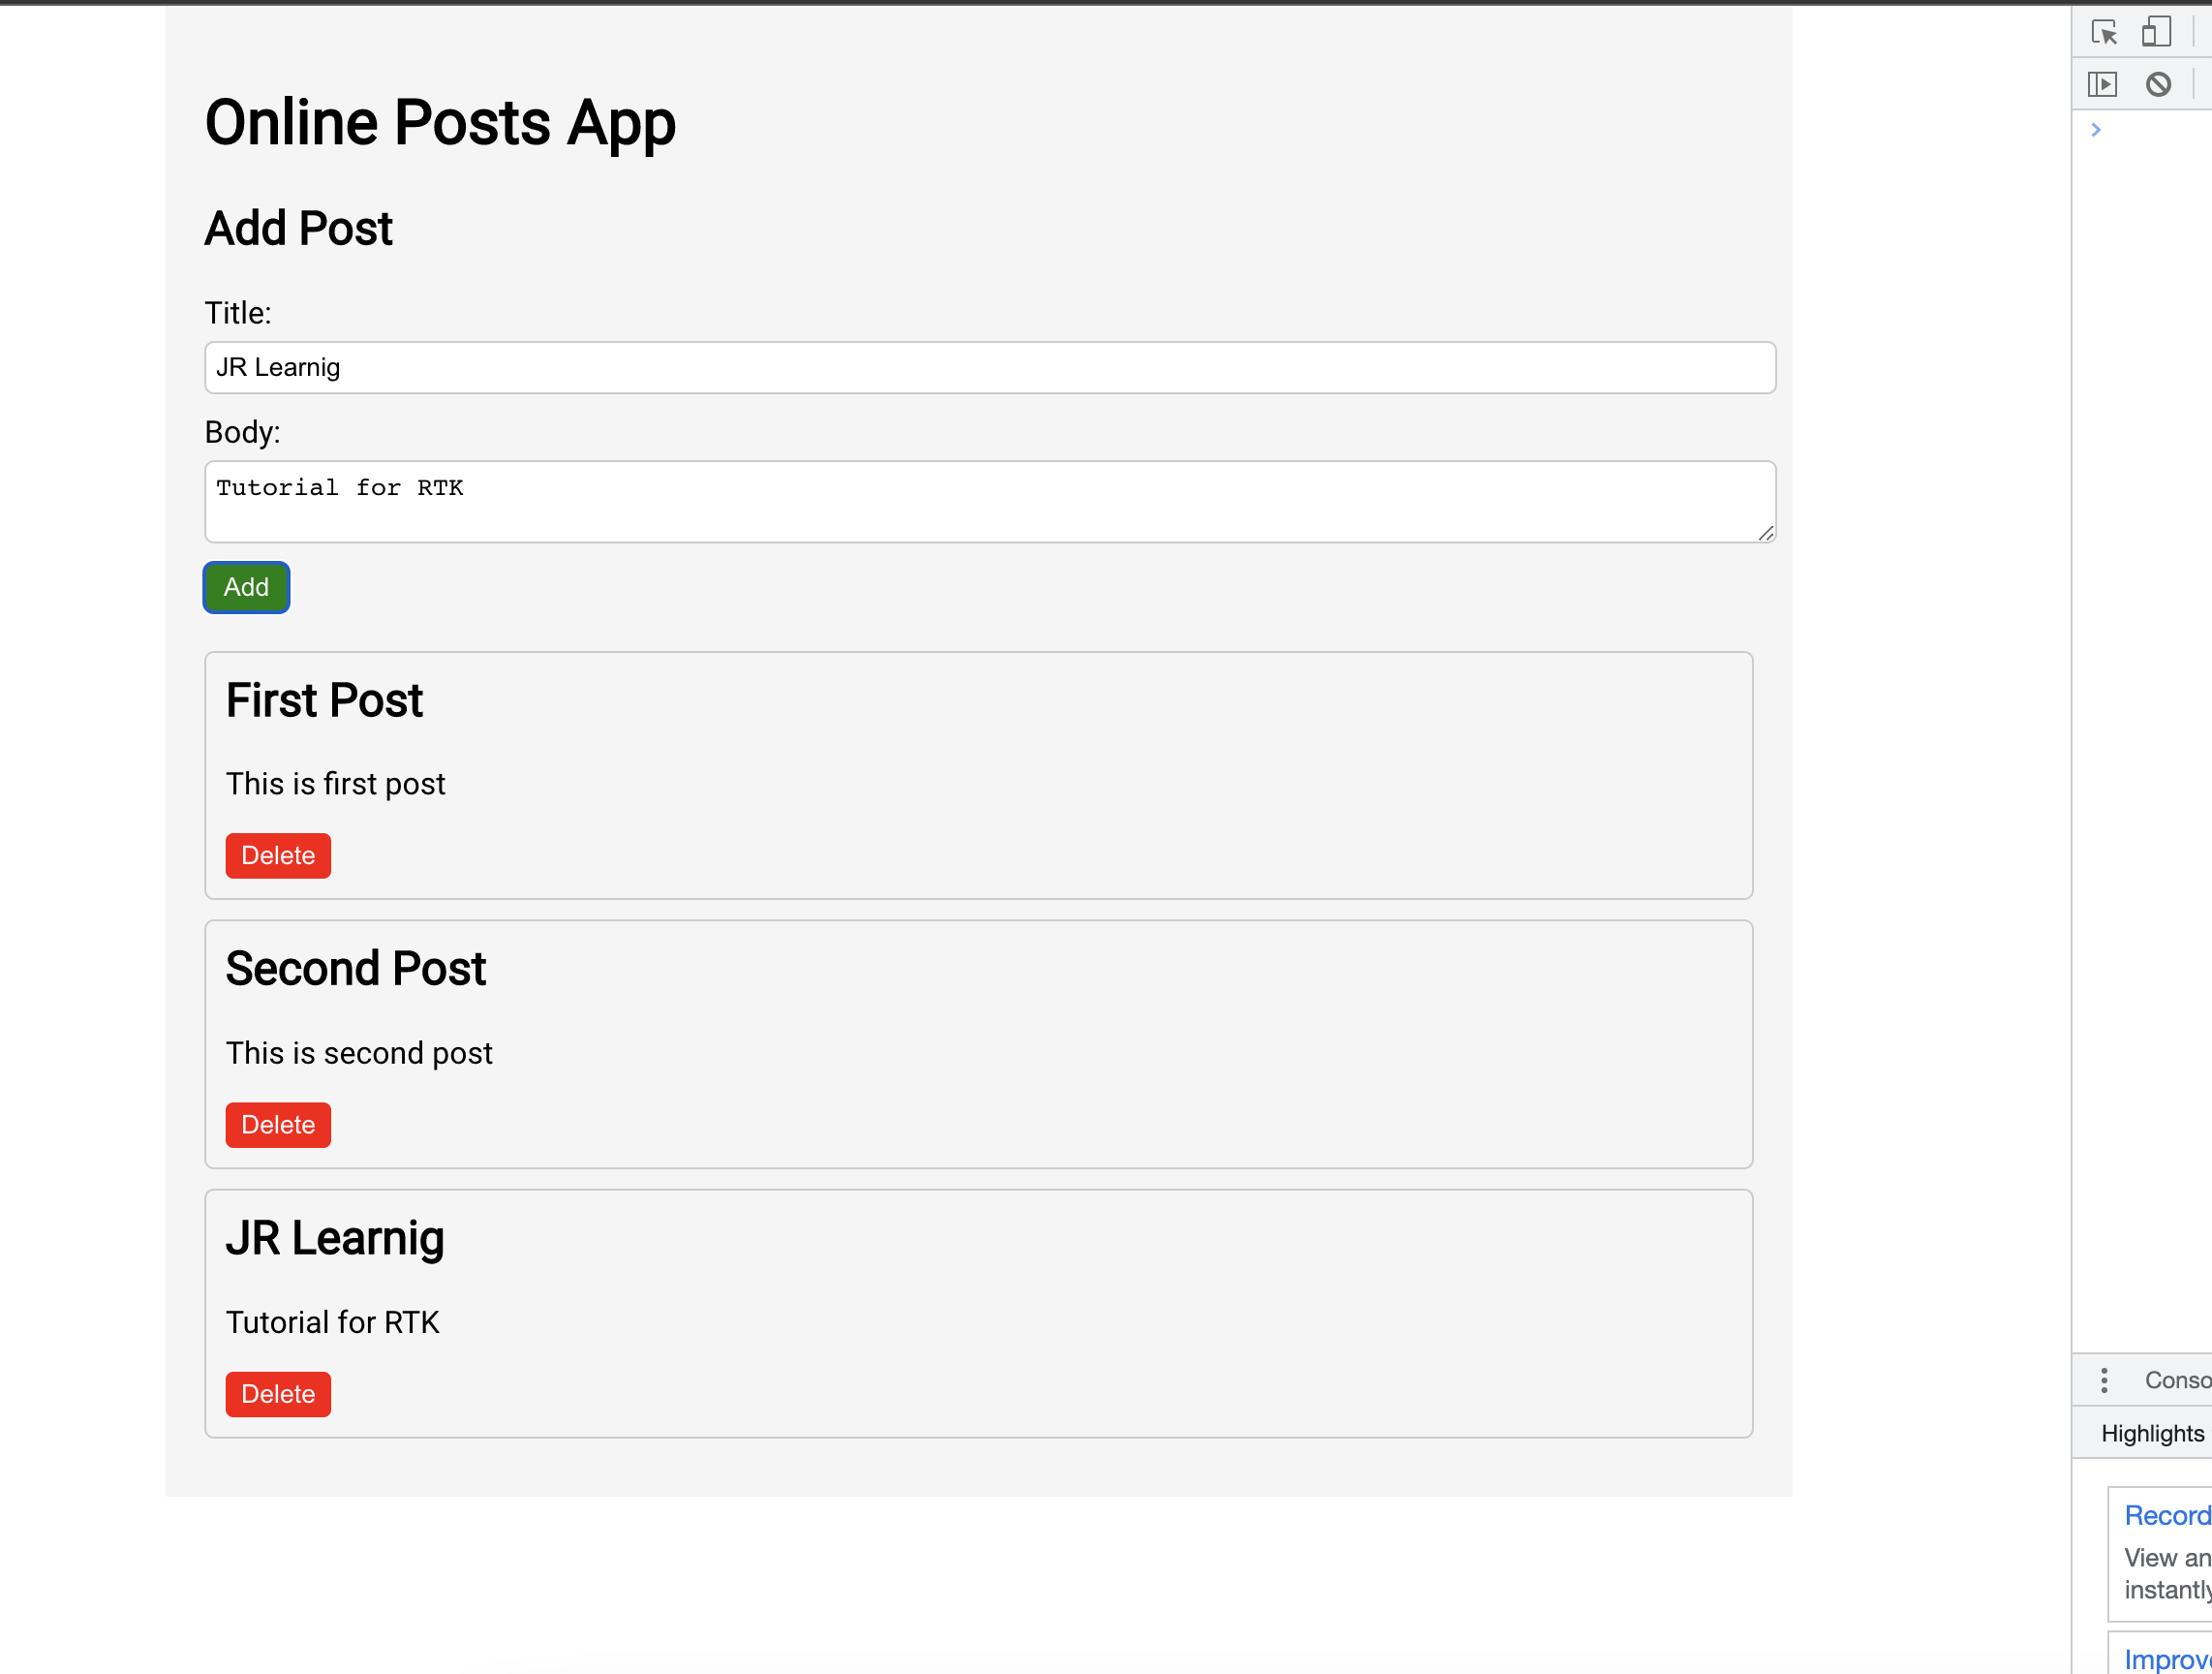 Online Posts App
Add Post
Title:
JR Learnig
Body:
Tutorial for RTK
Add
First Post
This is first post
Delete
Second Post
This is second post
Delete
JR Learnig
Tutorial for RTK
Delete
Conso
Highlights
Record
View an
instantly
Improve